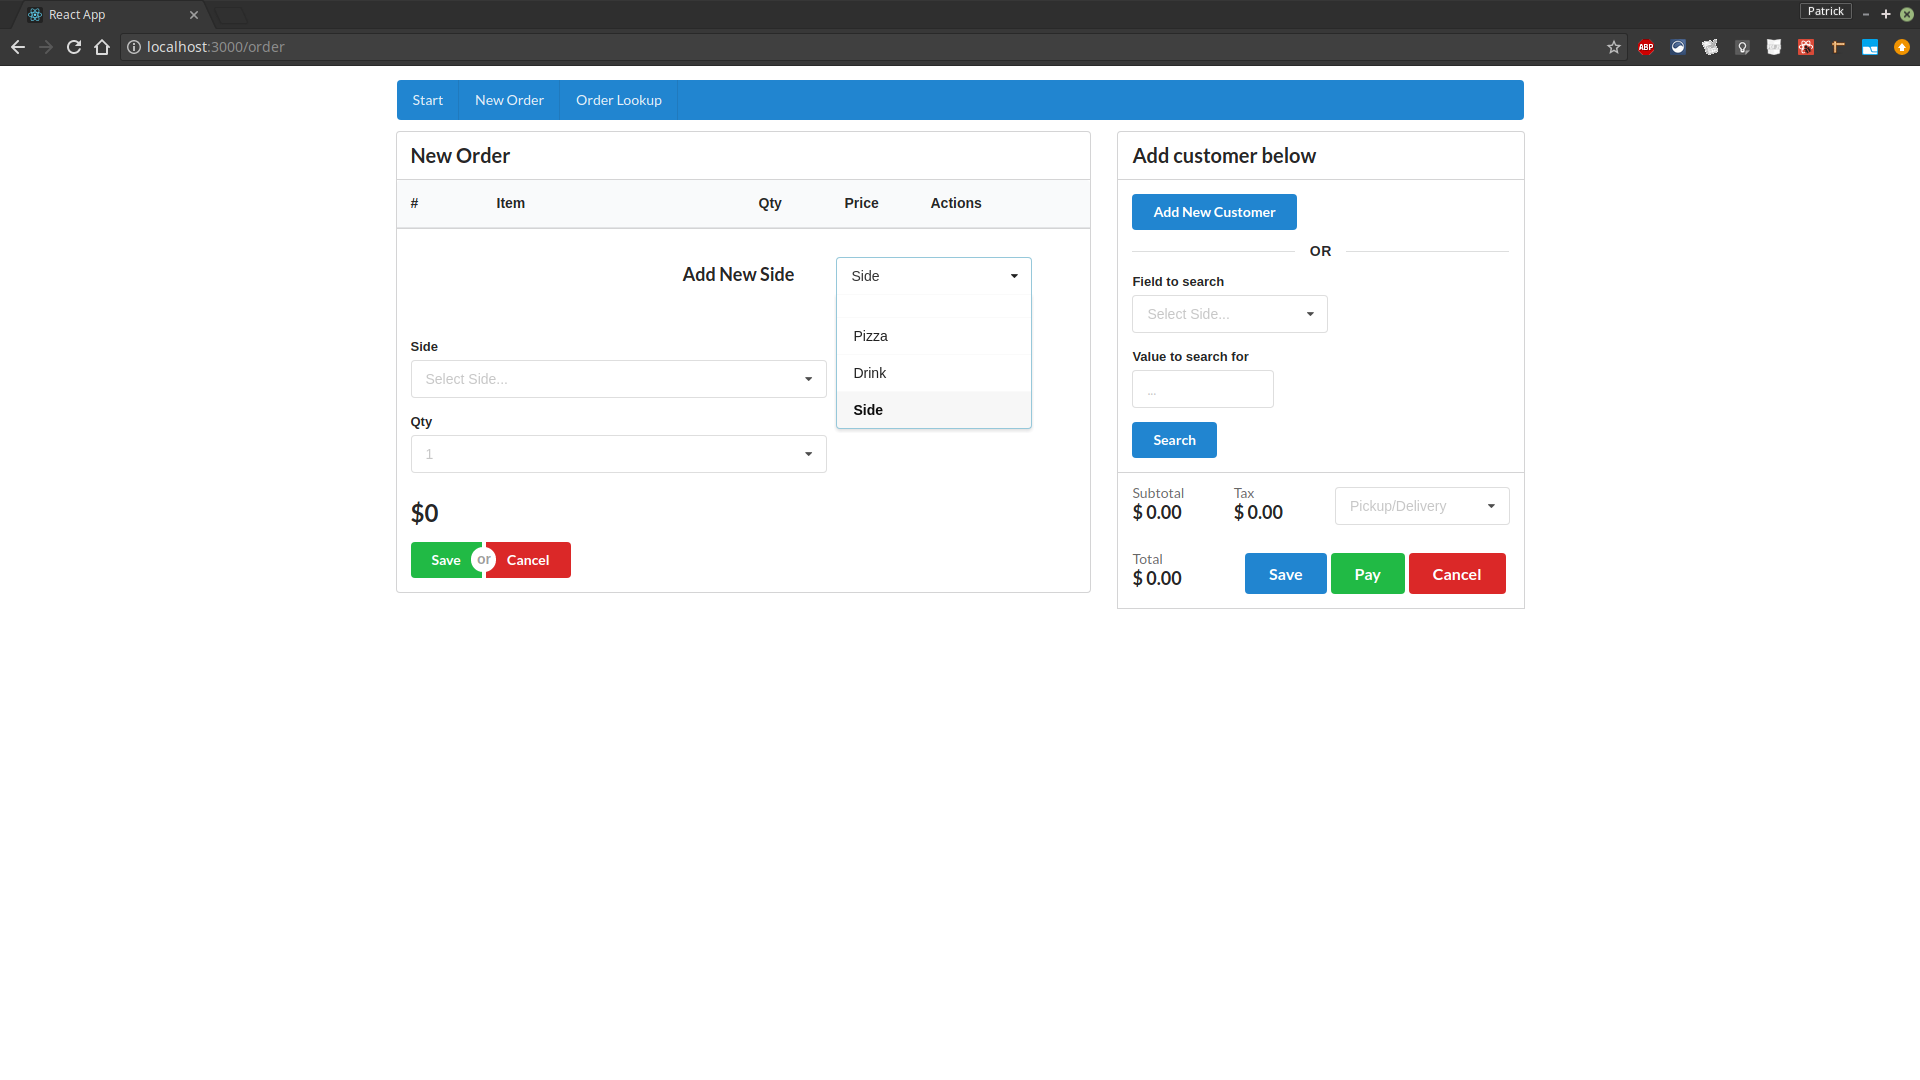 React App
Patrick
localhost:3000/order
ABP
Start New Order Order Lookup
New Order
# Item Qty Price Actions
Add New Side
Side
Pizza
Drink
Side
Side
Select Side...
Qty
1
$0
Save or Cancel
Add customer below
Add New Customer
OR
Field to search
Select Side...
Value to search for
...
Search
Subtotal
$ 0.00
Tax
$ 0.00
Pickup/Delivery
Total
$ 0.00
Save Pay Cancel